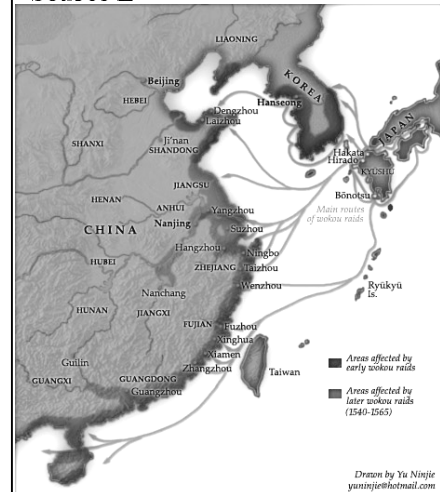 Source E
LIAONING
Beijing
KOREA
HEBEI
Hanseong
Dengzhou
Laizhou
JAPAN
SHANXI
Ji'nan
SHANDONG
Hakata
Hirado
KYUSHU
JIANGSU
Bōnotsu
HENAN
ANHUI
Yangzhou
Main routes
of wokou raids
Nanjing
Suzhou
CHINA
Hangzhou
Ningbo
HUBEI
ZHEJIANG
Taizhou
Wenzhou
Ryūkyū
Is.
Nanchang
HUNAN
JIANGXI
FUJIAN
Fuzhou
Xinghua
Xiamen
Zhangzhou
Guilin
Taiwan
GUANGXI
GUANGDONG
Guangzhou
Areas affected by
early wokou raids
Areas affected by
later wokou raids
(1540-1565)
Drawn by Yu Ninjie
yuninjie@hotmail.com